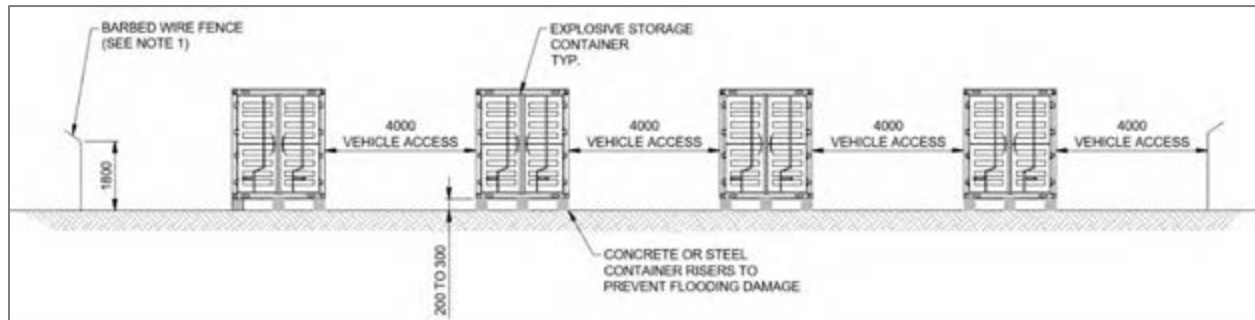 BARBED WIRE FENCE
(SEE NOTE 1)
EXPLOSIVE STORAGE
CONTAINER
TYP.
4000
VEHICLE ACCESS
4000
VEHICLE ACCESS
4000
VEHICLE ACCESS
4000
VEHICLE ACCESS
1800
200 TO 300
CONCRETE OR STEEL
CONTAINER RISERS TO
PREVENT FLOODING DAMAGE